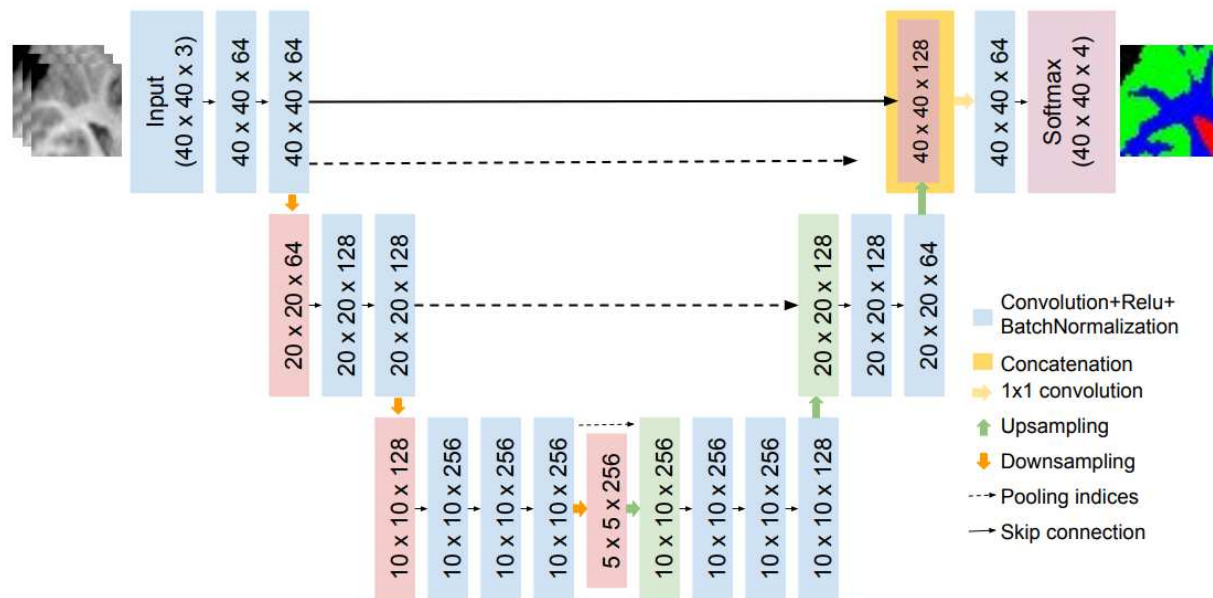 Input
(40 x 40 x 3)
40 x 40 x 64
40 x 40 x 64
40 x 40 x 128
40 x 40 x 64
Softmax
(40 x 40 x 4)
20 x 20 x 64
20 x 20 x 128
20 x 20 x 128
20 x 20 x 128
20 x 20 x 128
20 x 20 x 64
10 x 10 x 128
10 x 10 x 256
10 x 10 x 256
10 x 10 x 256
5 x 5 x 256
10 x 10 x 256
10 x 10 x 256
10 x 10 x 256
10 x 10 x 128
Convolution+Relu+
BatchNormalization
Concatenation
1x1 convolution
Upsampling
Downsampling
Pooling indices
Skip connection